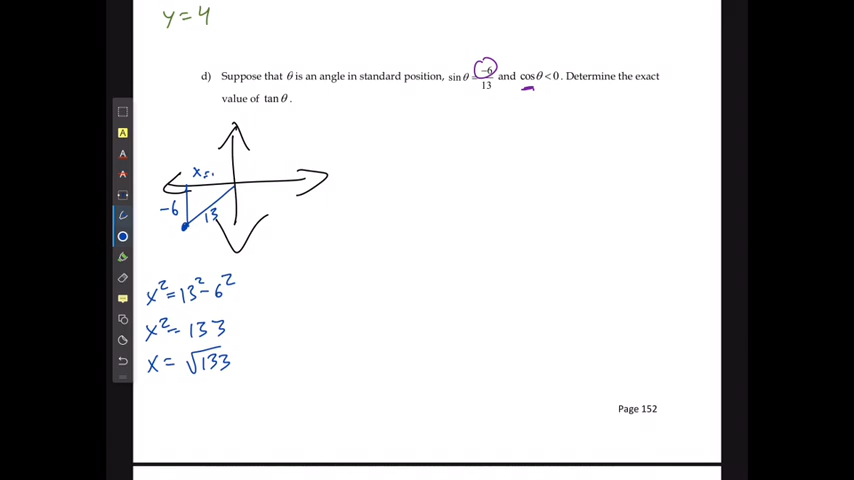 y = 4
d) Suppose that θ is an angle in standard position, sin θ = -6/13 and cos θ < 0. Determine the exact
value of tan θ.
x=.
-6
13
x² = 13² - 6²
x² = 133
x = √133
Page 152